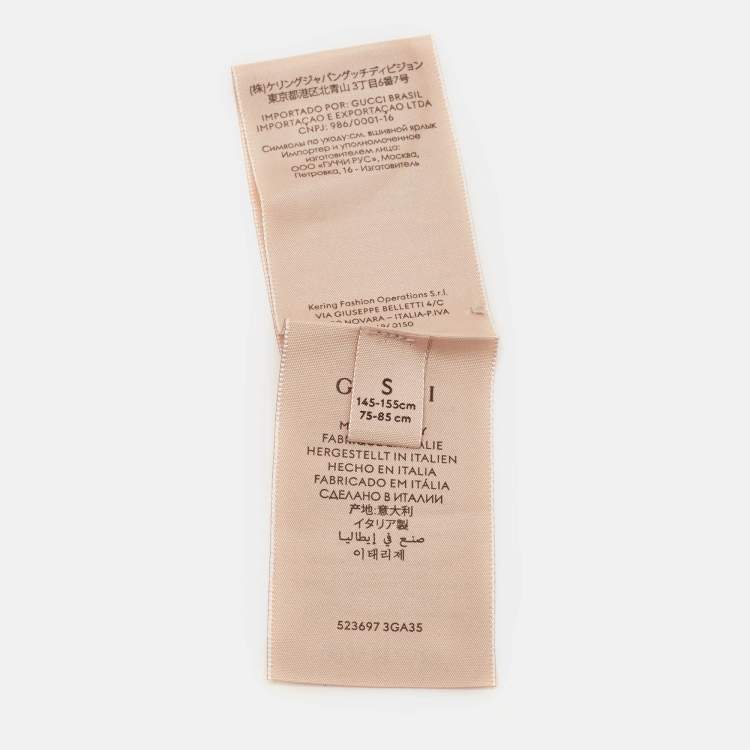 (株)ケリングジャパングッチディビジョン
東京都港区北青山3丁目6番7号
IMPORTADO POR: GUCCI BRASIL
IMPORTAÇAO E EXPORTAÇAO LTDA
CNPJ: 986/0001-16
Символы по уходу:см. вшивной ярлык
Импортер и уполномоченное
изготовителем лицо:
ООО «ГУЧЧИ РУС», Москва,
Петровка, 16 - Изготовитель
Kering Fashion Operations S.r.l.
VIA GIUSEPPE BELLETTI 4/C
NOVARA – ITALIA-P.IVA
S
145-155cm
75-85 cm
HERGESTELLT IN ITALIEN
HECHO EN ITALIA
FABRICADO EM ITÁLIA
СДЕЛАНО В ИТАЛИИ
产地:意大利
イタリア製
صنع في إيطاليا
이태리제
523697 3GA35